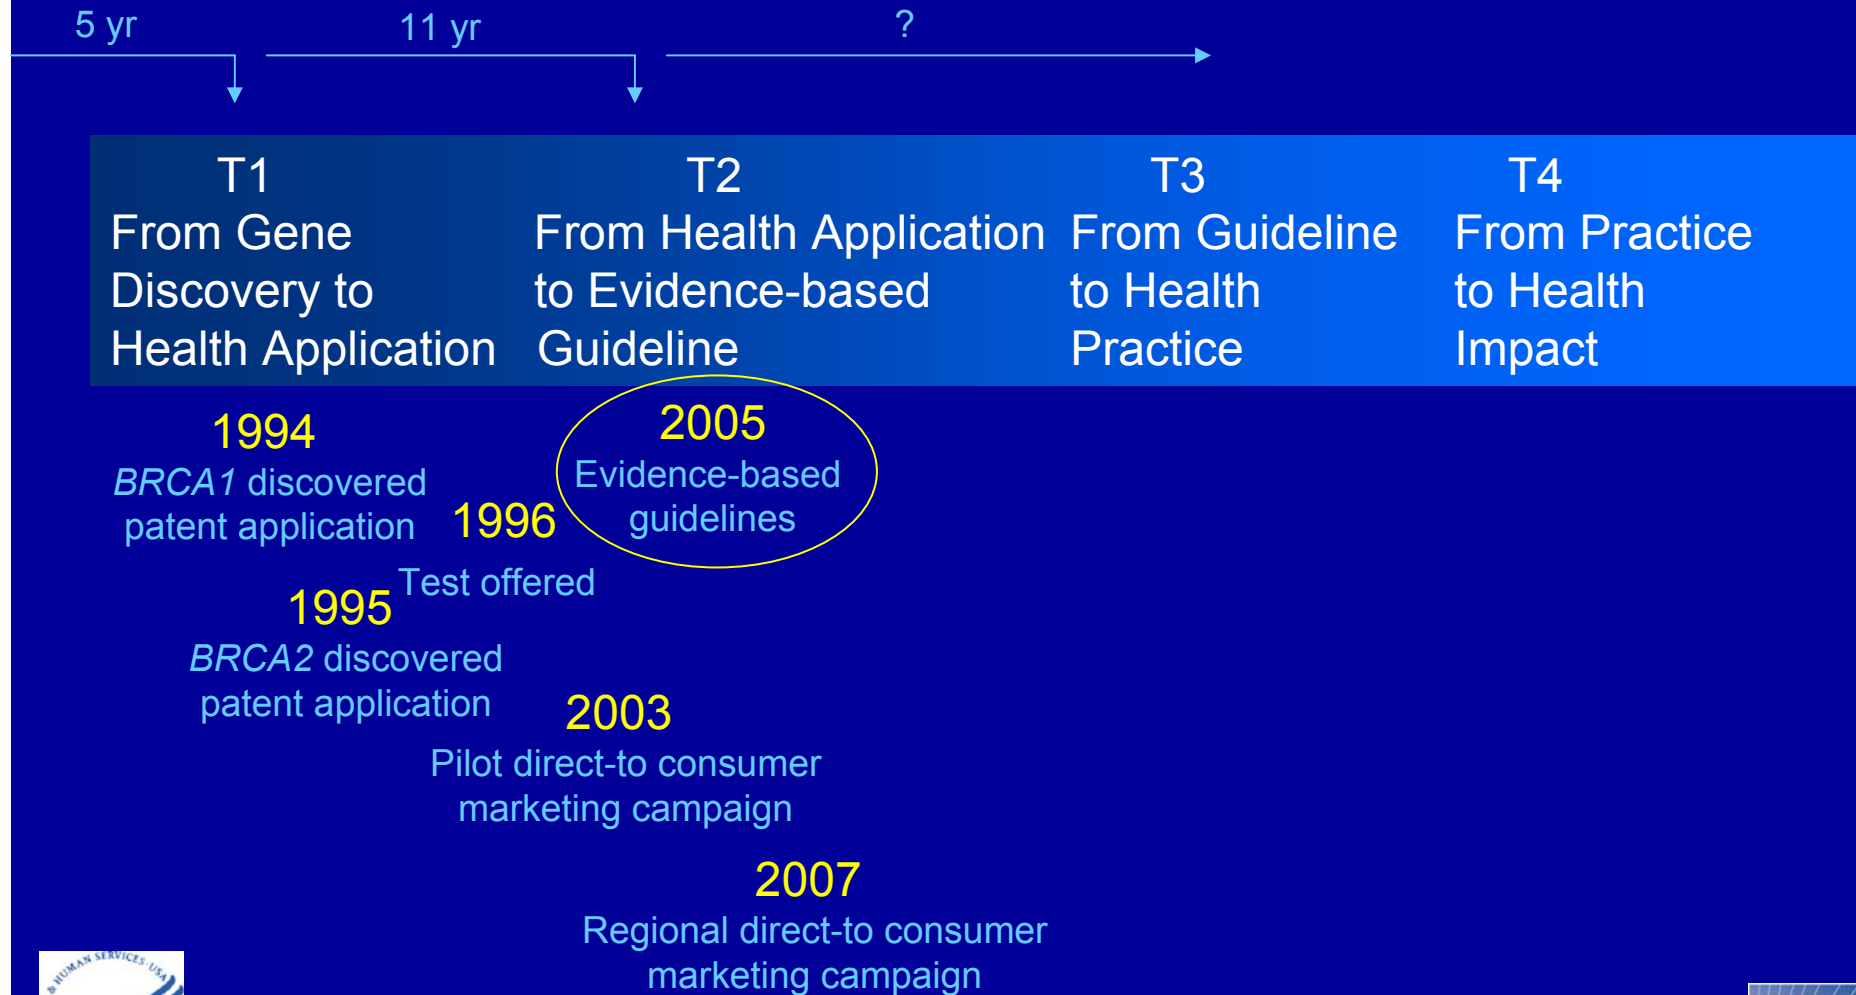 5 yr
11 yr
?
T1
From Gene
Discovery to
Health Application
T2
From Health Application
to Evidence-based
Guideline
T3
From Guideline
to Health
Practice
T4
From Practice
to Health
Impact
1994
BRCA1 discovered
patent application
1996
Test offered
2005
Evidence-based
guidelines
1995
BRCA2 discovered
patent application
2003
Pilot direct-to consumer
marketing campaign
2007
Regional direct-to consumer
marketing campaign
& HUMAN SERVICES·USA